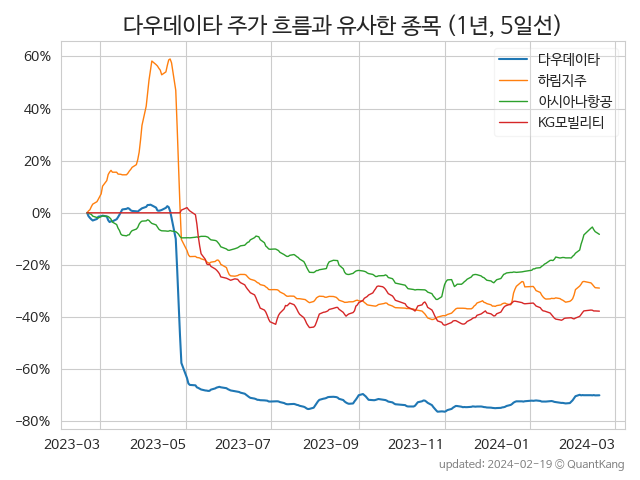 다우데이타 주가 흐름과 유사한 종목 (1년, 5일선)
다우데이타
하림지주
아시아나항공
KG모빌리티
60%
40%
20%
0%
−20%
−40%
−60%
−80%
2023-03 2023-05 2023-07 2023-09 2023-11 2024-01 2024-03
updated: 2024-02-19 © QuantKang